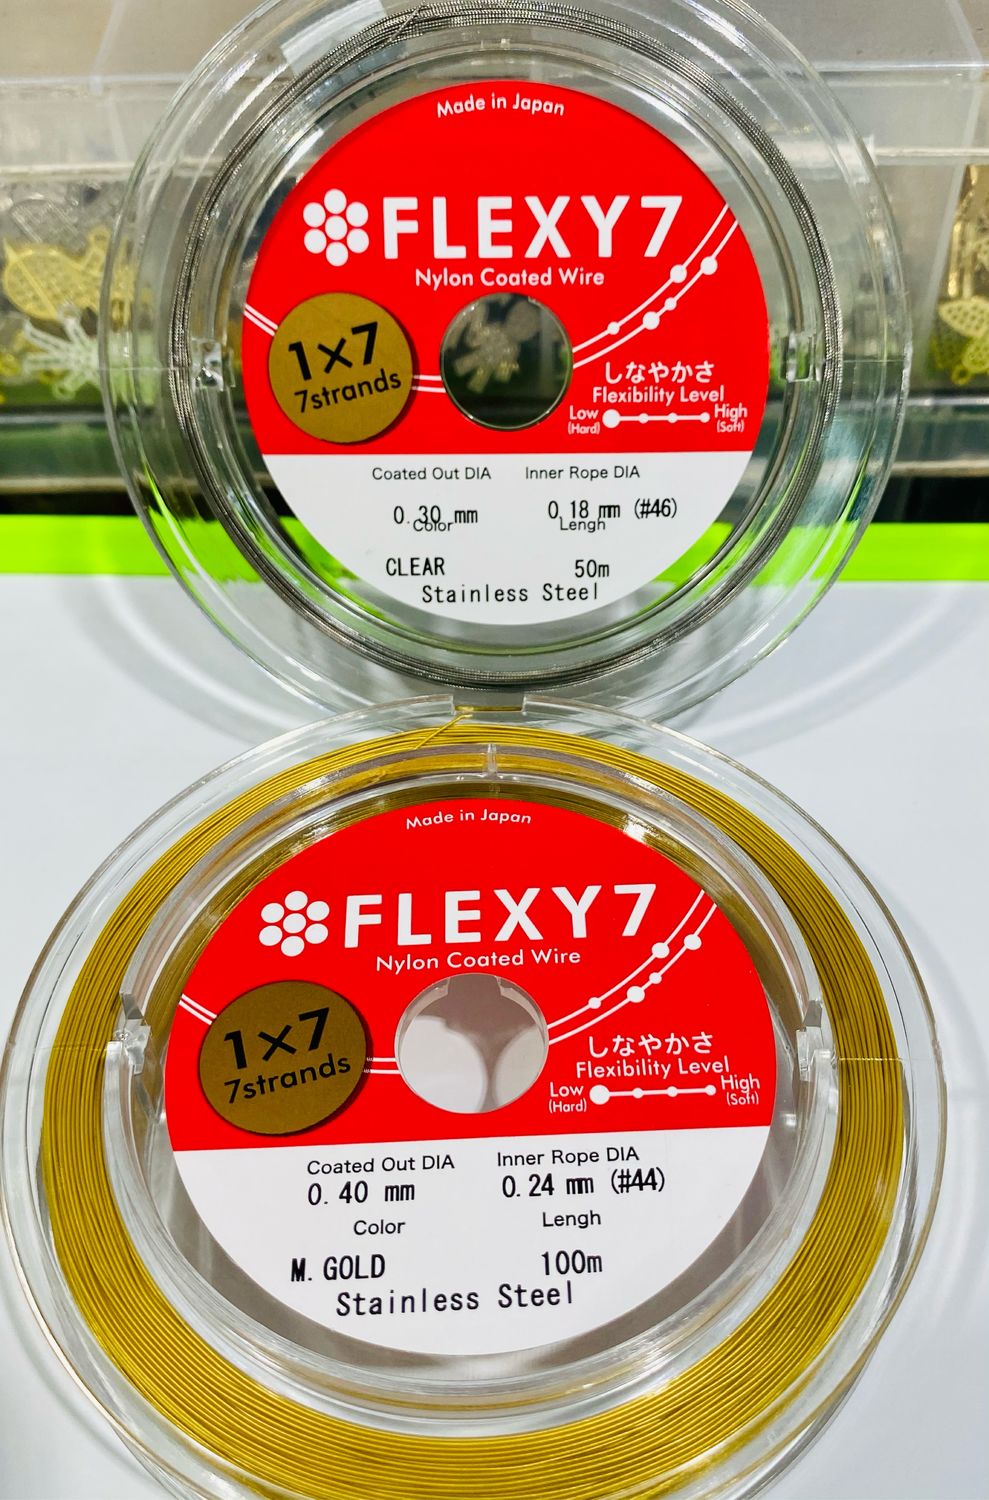 Made in Japan
FLEXY7
Nylon Coated Wire
1×7
7strands
しなやかさ
Flexibility Level
Low High
(Hard) (Soft)
Coated Out DIA Inner Rope DIA
0.30 mm 0.18 mm (#46)
Color Lengh
CLEAR 50m
Stainless Steel
Made in Japan
FLEXY7
Nylon Coated Wire
1×7
7strands
しなやかさ
Flexibility Level
Low High
(Hard) (Soft)
Coated Out DIA Inner Rope DIA
0.40 mm 0.24 mm (#44)
Color Lengh
M. GOLD 100m
Stainless Steel